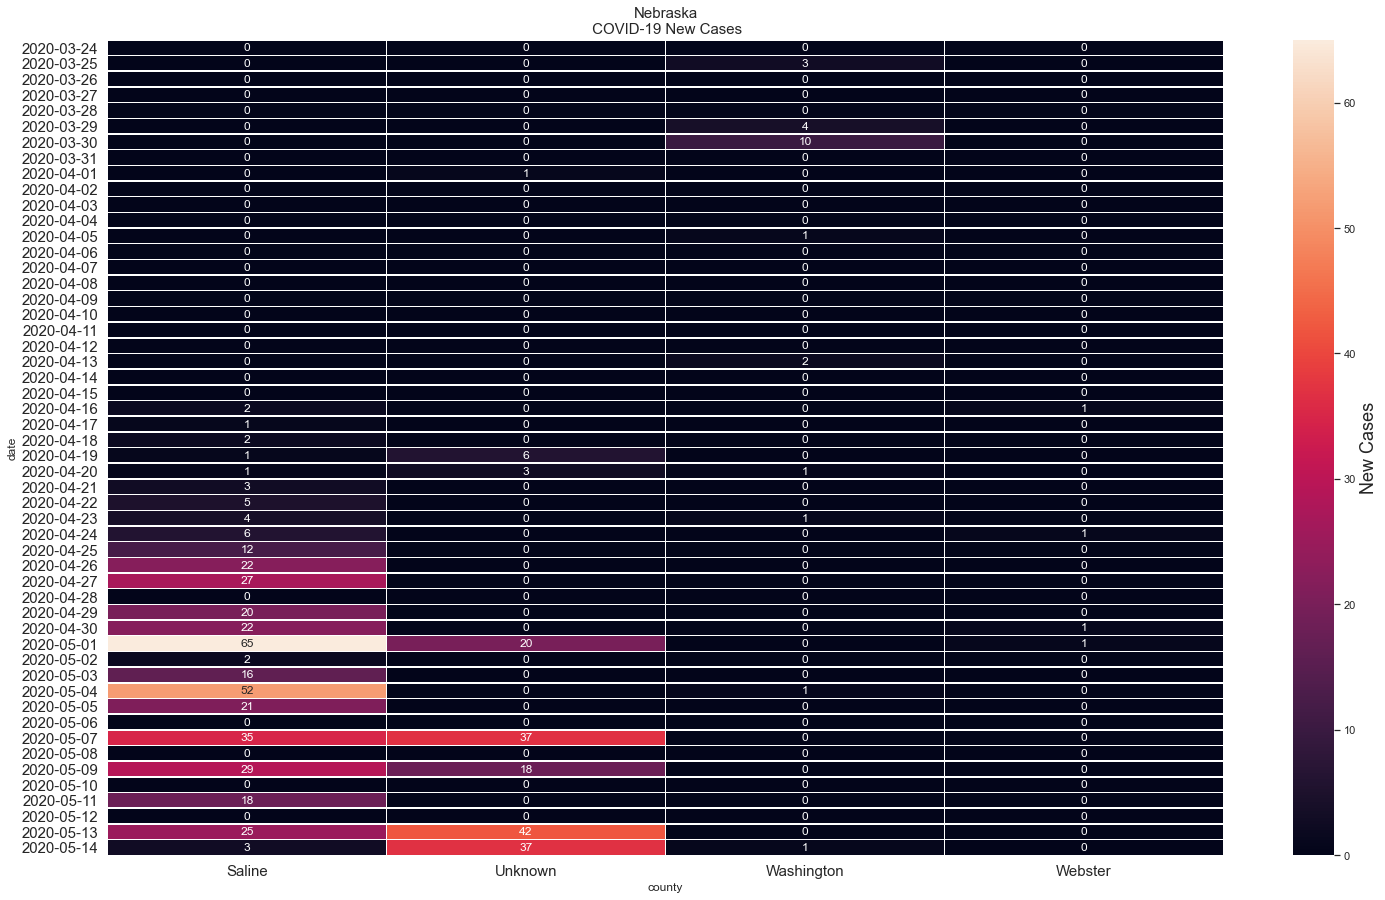 Nebraska
COVID-19 New Cases
2020-03-24 0 0 0 0
2020-03-25 0 0 3 0
2020-03-26 0 0 0 0
2020-03-27 0 0 0 0
2020-03-28 0 0 0 0
2020-03-29 0 0 4 0
2020-03-30 0 0 10 0
2020-03-31 0 0 0 0
2020-04-01 0 1 0 0
2020-04-02 0 0 0 0
2020-04-03 0 0 0 0
2020-04-04 0 0 0 0
2020-04-05 0 0 1 0
2020-04-06 0 0 0 0
2020-04-07 0 0 0 0
2020-04-08 0 0 0 0
2020-04-09 0 0 0 0
2020-04-10 0 0 0 0
2020-04-11 0 0 0 0
2020-04-12 0 0 0 0
2020-04-13 0 0 2 0
2020-04-14 0 0 0 0
2020-04-15 0 0 0 0
2020-04-16 2 0 0 1
2020-04-17 1 0 0 0
2020-04-18 2 0 0 0
2020-04-19 1 6 0 0
2020-04-20 1 3 1 0
2020-04-21 3 0 0 0
2020-04-22 5 0 0 0
2020-04-23 4 0 1 0
2020-04-24 6 0 0 1
2020-04-25 12 0 0 0
2020-04-26 22 0 0 0
2020-04-27 27 0 0 0
2020-04-28 0 0 0 0
2020-04-29 20 0 0 0
2020-04-30 22 0 0 1
2020-05-01 65 20 0 1
2020-05-02 2 0 0 0
2020-05-03 16 0 0 0
2020-05-04 52 0 1 0
2020-05-05 21 0 0 0
2020-05-06 0 0 0 0
2020-05-07 35 37 0 0
2020-05-08 0 0 0 0
2020-05-09 29 18 0 0
2020-05-10 0 0 0 0
2020-05-11 18 0 0 0
2020-05-12 0 0 0 0
2020-05-13 25 42 0 0
2020-05-14 3 37 1 0
Saline Unknown Washington Webster
county
date
60
50
40
30
20
10
0
New Cases